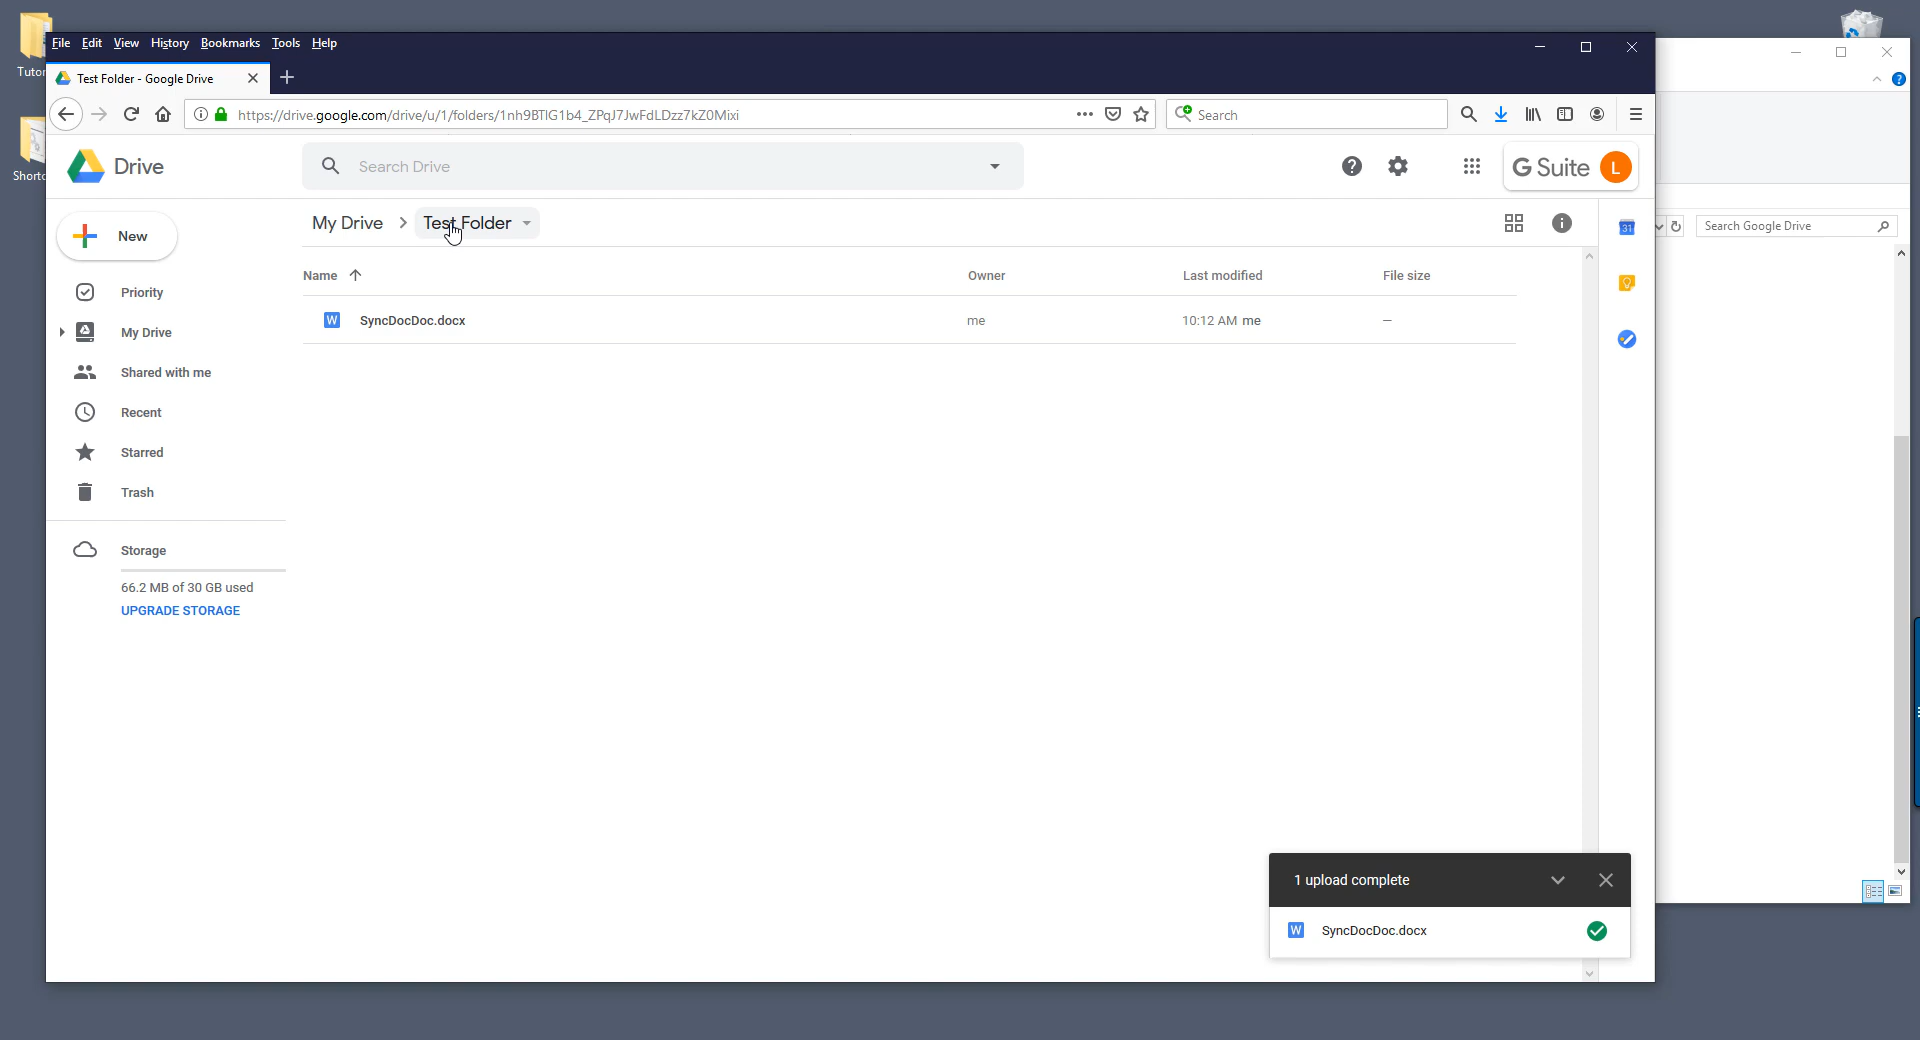 File Edit View History Bookmarks Tools Help
Test Folder - Google Drive
https://drive.google.com/drive/u/1/folders/1nh9BTlG1b4_ZPqJ7JwFdLDzz7kZ0Mixi
Search
Drive
Search Drive
G Suite L
New
My Drive > Test Folder
31
Search Google Drive
Name Owner Last modified File size
W SyncDocDoc.docx me 10:12 AM me –
Priority
My Drive
Shared with me
Recent
Starred
Trash
Storage
66.2 MB of 30 GB used
UPGRADE STORAGE
1 upload complete
W SyncDocDoc.docx